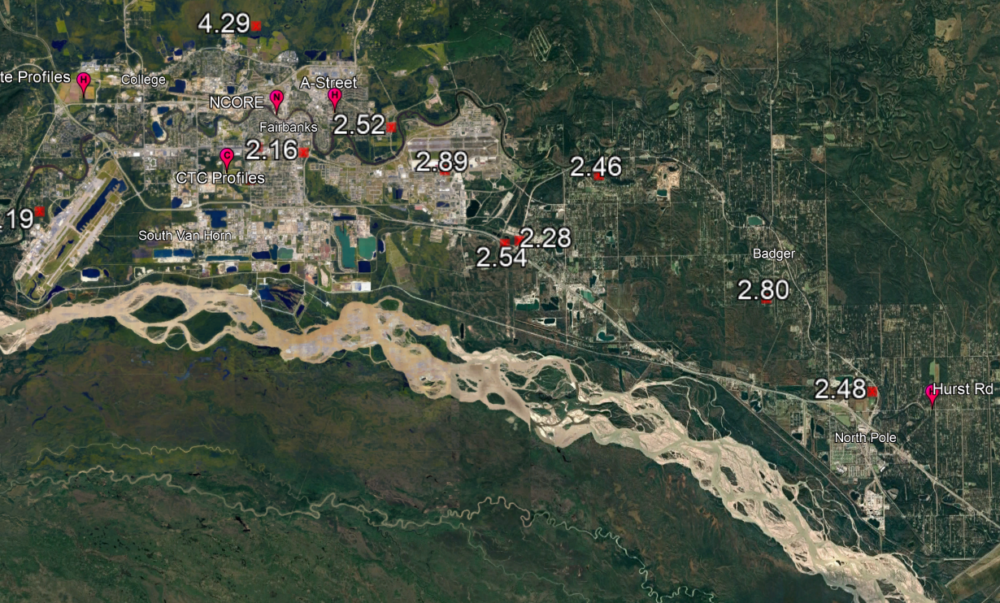 4.29
te Profiles
H
College
A-Street
H
NCORE
N
Fairbanks
2.52
2.16
C
CTC Profiles
2.89
2.46
.19
South Van Horn
2.28
2.54
Badger
2.80
2.48
Hurst Rd
North Pole